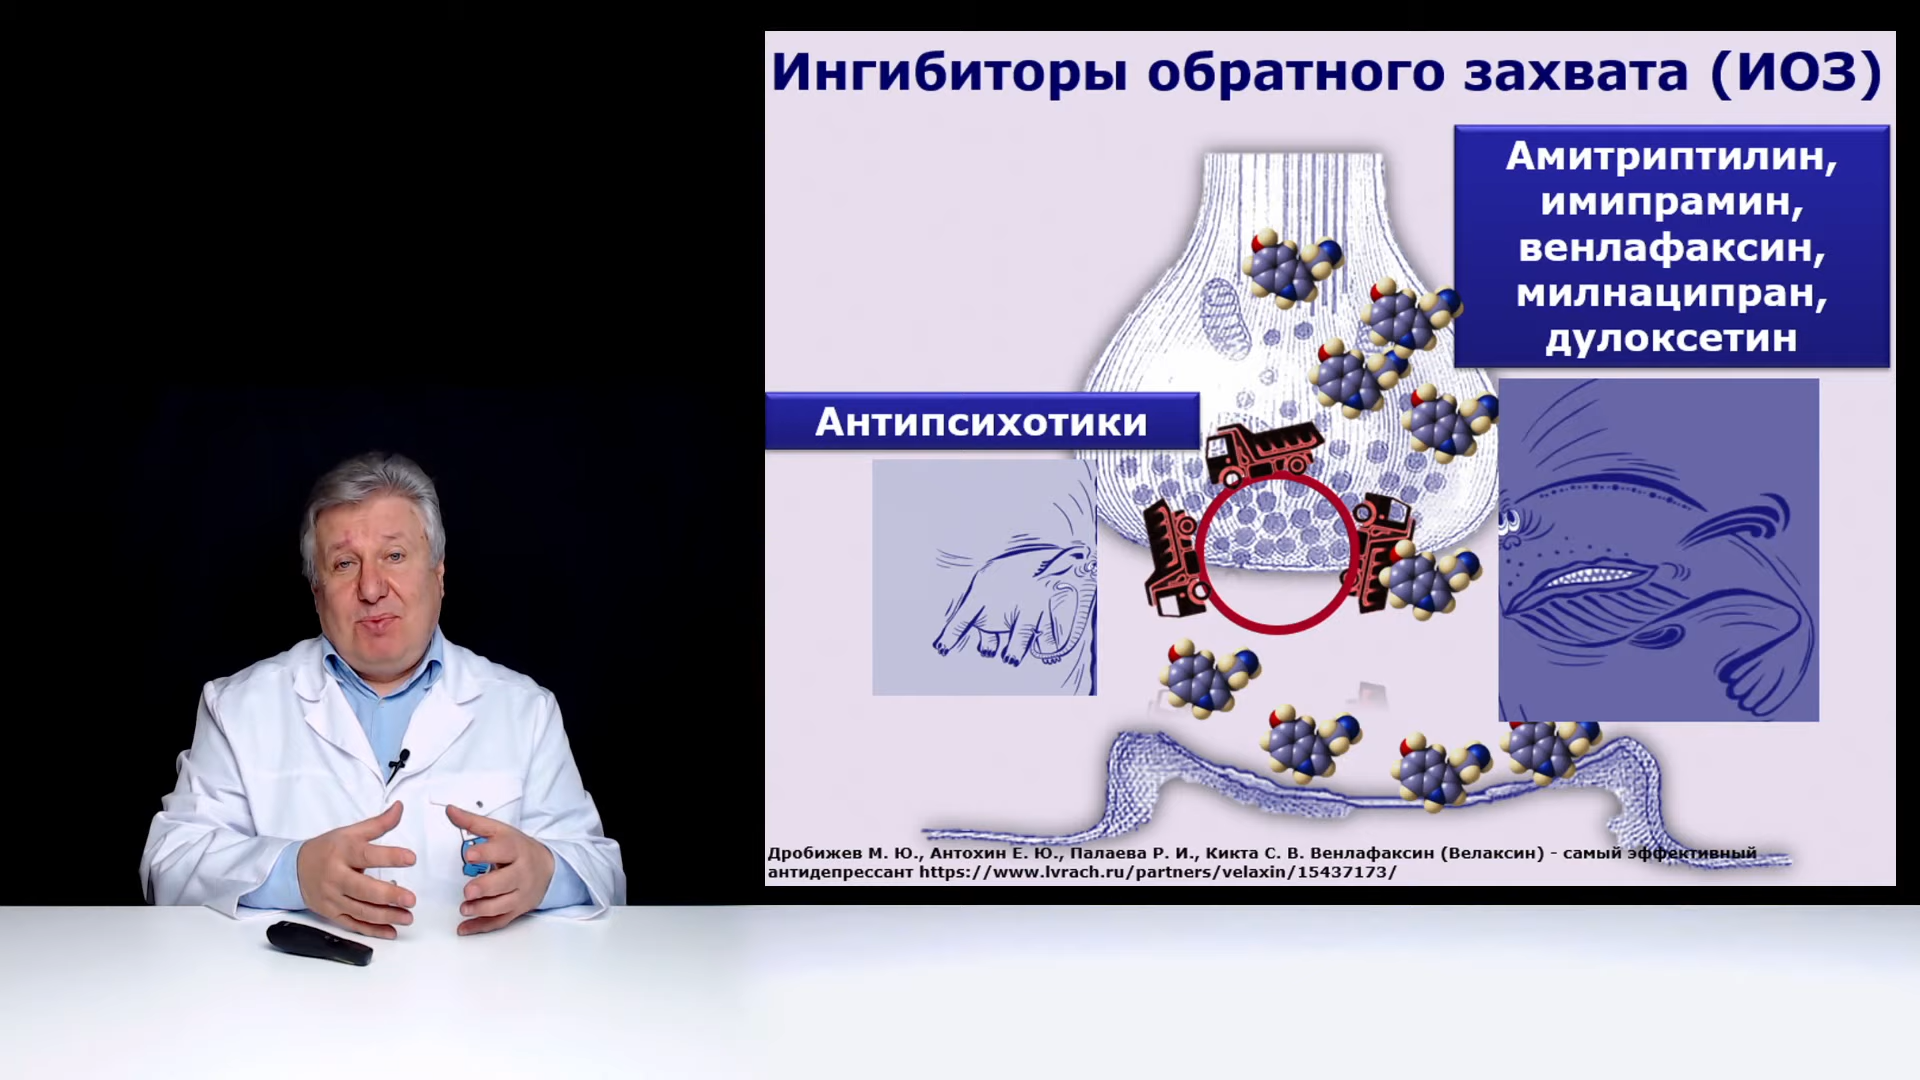 Ингибиторы обратного захвата (ИОЗ)
Амитриптилин,
имипрамин,
венлафаксин,
милнаципран,
дулоксетин
Антипсихотики
Дробижев М. Ю., Антохин Е. Ю., Палаева Р. И., Кикта С. В. Венлафаксин (Велаксин) - самый эффективный
антидепрессант https://www.lvrach.ru/partners/velaxin/15437173/